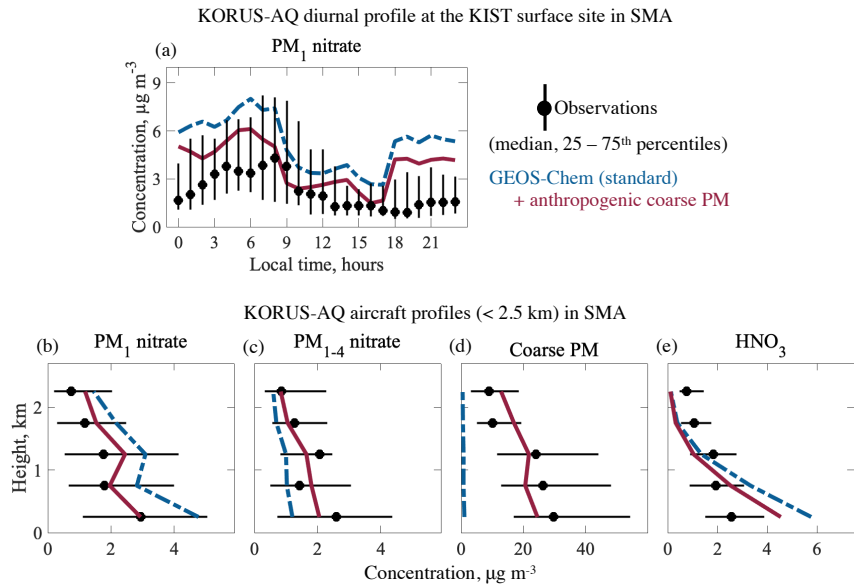 KORUS-AQ diurnal profile at the KIST surface site in SMA
(a)
PM1 nitrate
Concentration, μg m-3
9
6
3
0
0 3 6 9 12 15 18 21
Local time, hours
Observations
(median, 25 – 75th percentiles)
GEOS-Chem (standard)
+ anthropogenic coarse PM
KORUS-AQ aircraft profiles (< 2.5 km) in SMA
(b) PM1 nitrate (c) PM1-4 nitrate (d) Coarse PM (e) HNO3
Height, km
2
1
0
0 2 4 0 2 4 0 20 40 0 2 4 6
Concentration, μg m-3